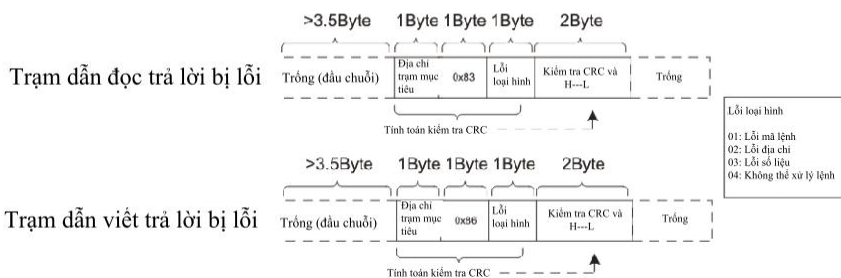 >3.5Byte 1Byte 1Byte 1Byte 2Byte
Trạm dẫn đọc trả lời bị lỗi
Trống (đầu chuỗi)
Địa chỉ
trạm mục
tiêu
0x83
Lỗi
loại hình
Kiểm tra CRC và
H---L
Trống
Tính toán kiểm tra CRC
Lỗi loại hình
01: Lỗi mã lệnh
02: Lỗi địa chỉ
03: Lỗi số liệu
04: Không thể xử lý lệnh
>3.5Byte 1Byte 1Byte 1Byte 2Byte
Trạm dẫn viết trả lời bị lỗi
Trống (đầu chuỗi)
Địa chỉ
trạm mục
tiêu
0x86
Lỗi
loại hình
Kiểm tra CRC và
H---L
Trống
Tính toán kiểm tra CRC